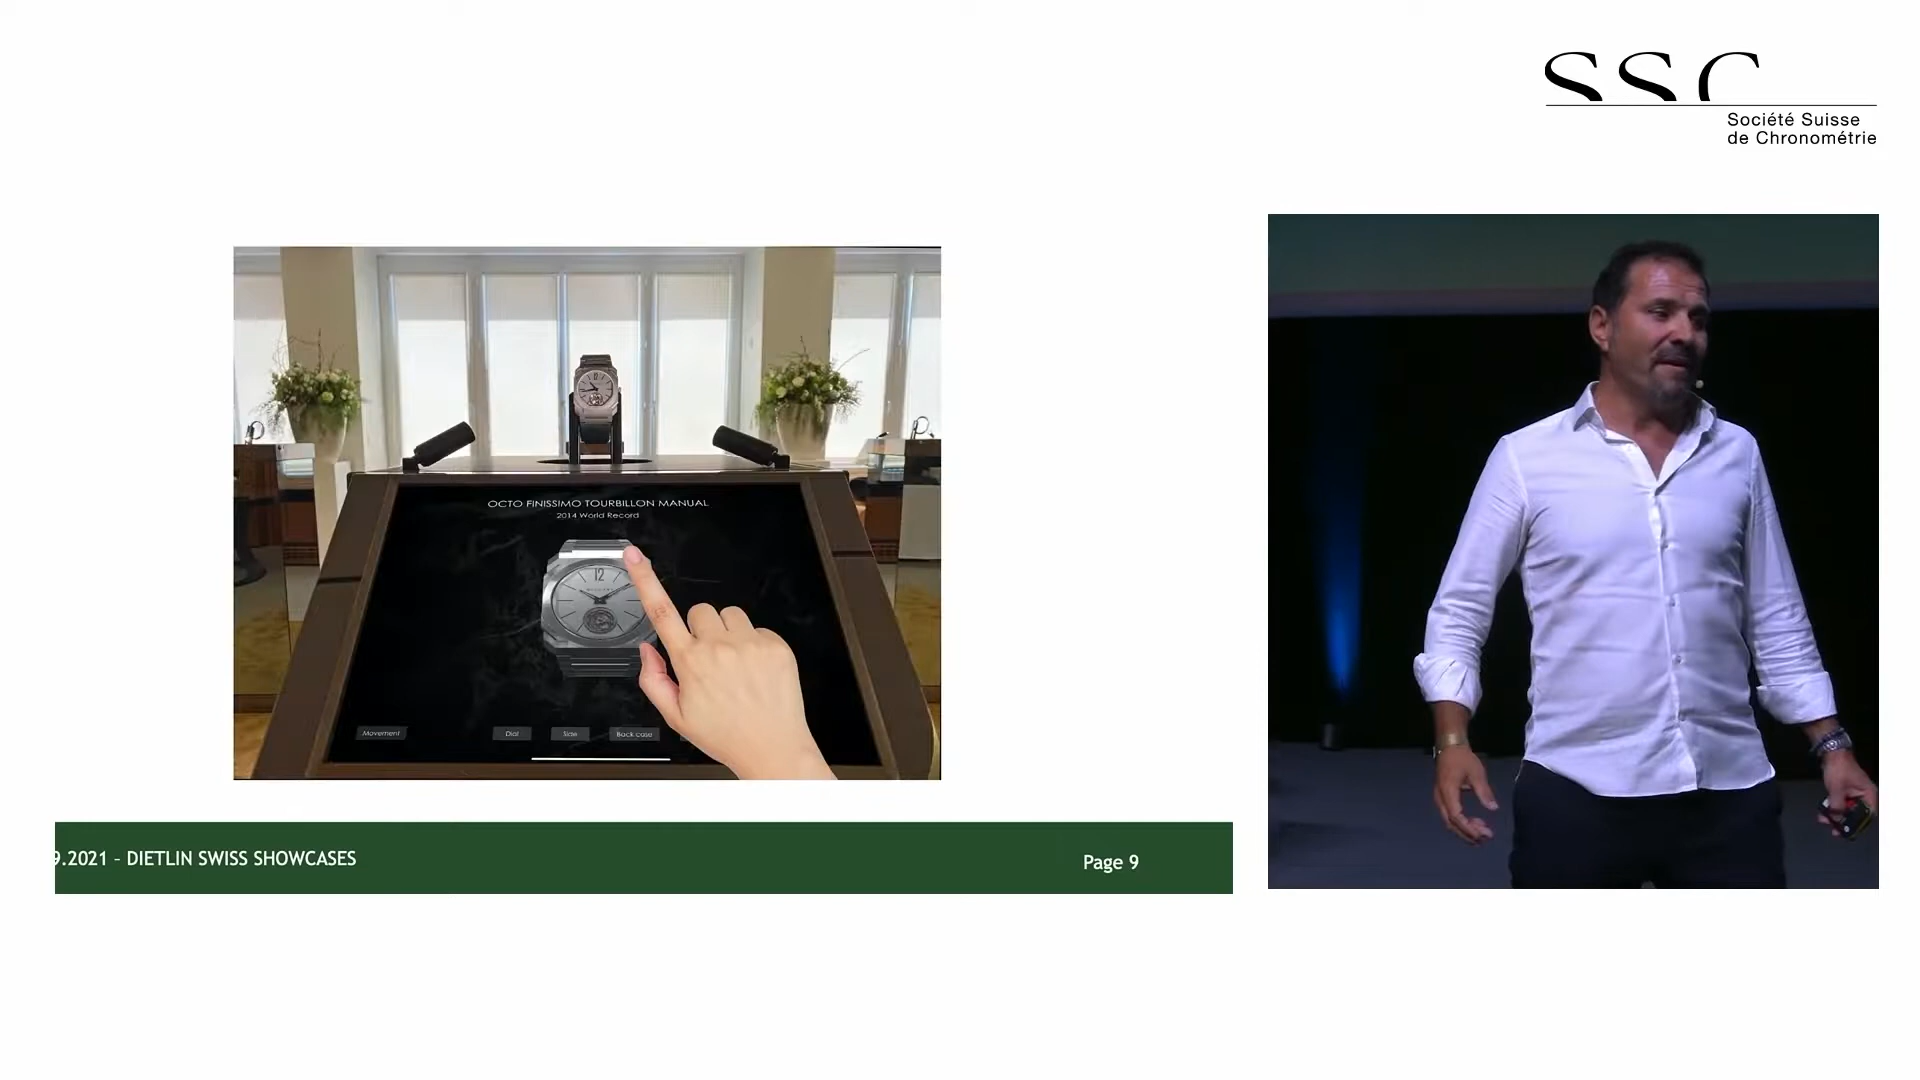 SSC
Société Suisse
de Chronométrie
OCTO FINISSIMO TOURBILLON MANUAL
2014 World Record
12
Movement
Dial
Side
Back case
9.2021 – DIETLIN SWISS SHOWCASES
Page 9